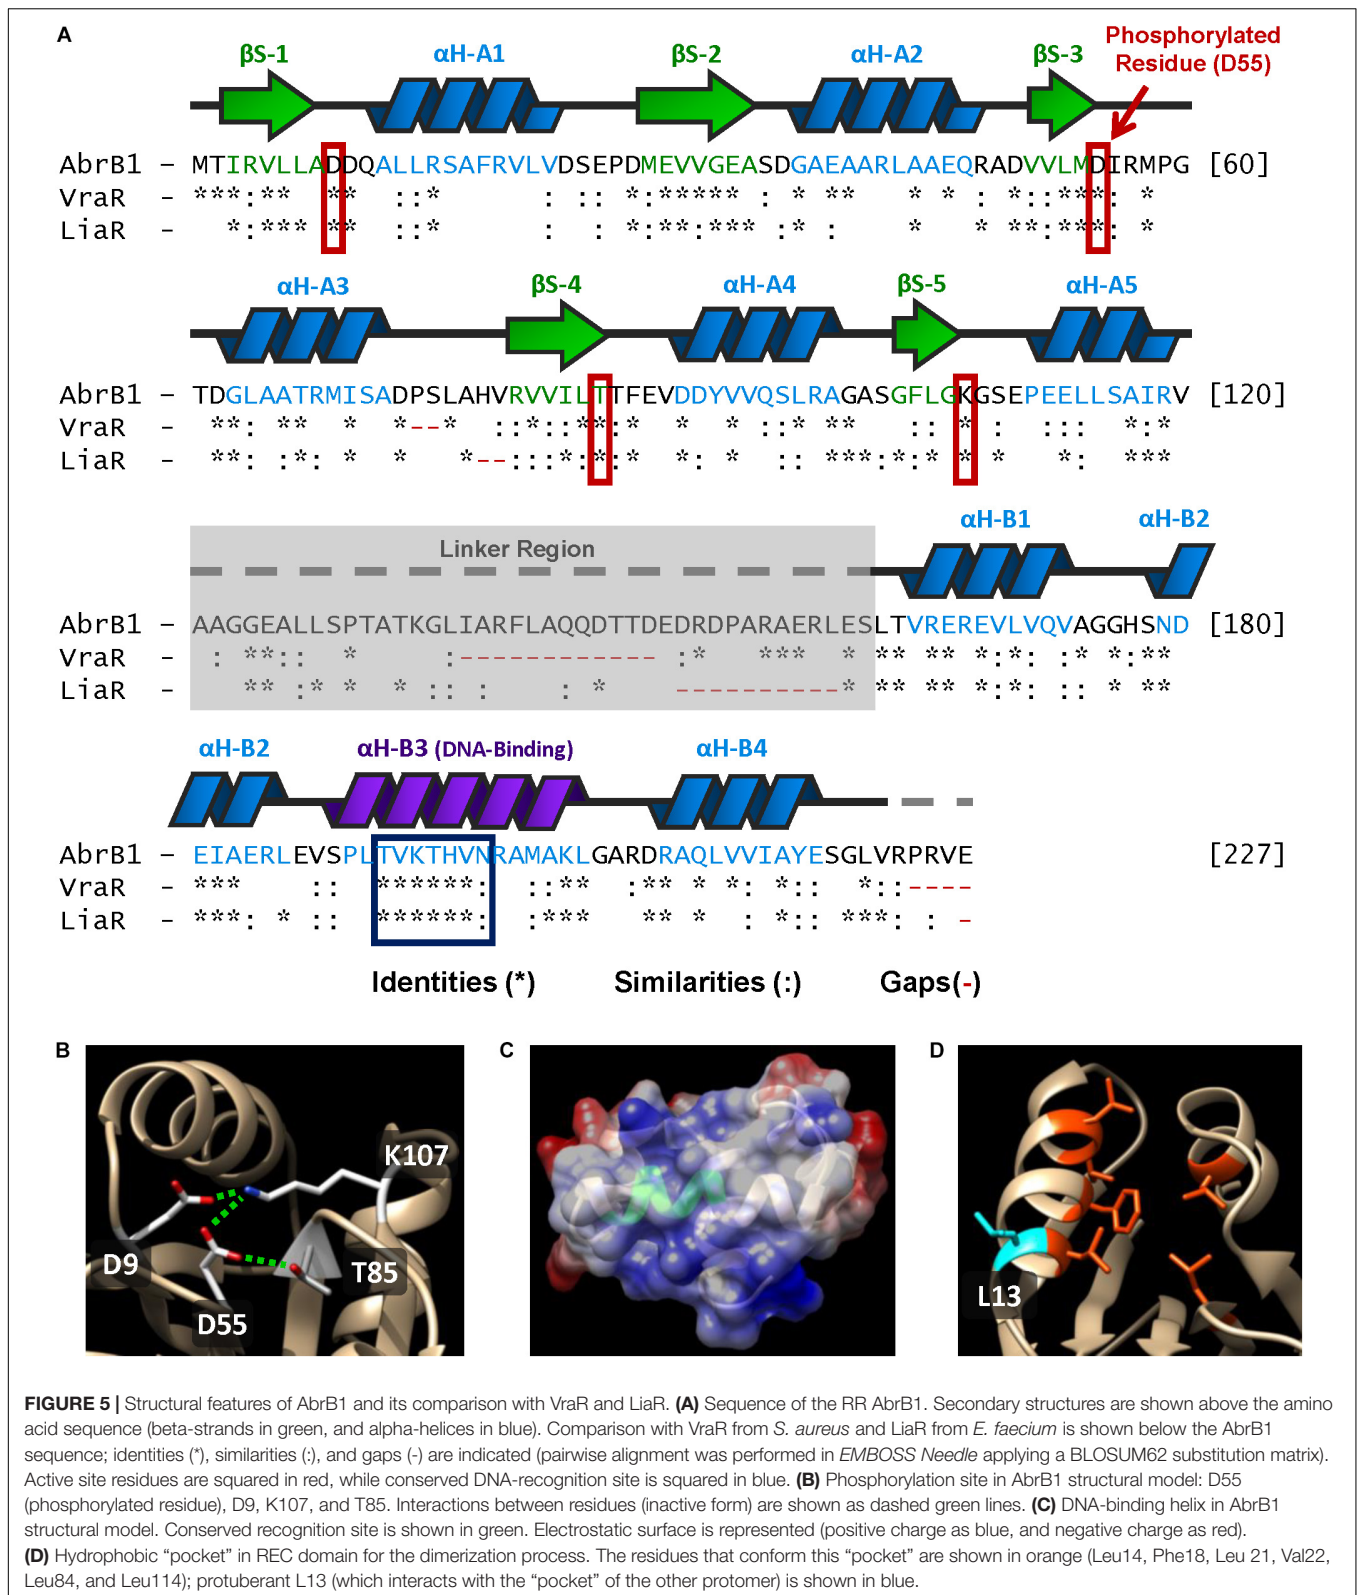 A
βS-1 αH-A1 βS-2 αH-A2 βS-3 Phosphorylated
Residue (D55)
AbrB1 – MTIRVLLADDQALLRSAFRVLVDSEPDMEVVGEASDGAEAARLAAEQRADVVLMDIRMPG [60]
VraR – ***:**  **  ::*      :  :: *:*****  : * **   * *  : **::****: *
LiaR –   *:***  **  ::*      :  :  *:**:*** : * :    *   * **::****: *
αH-A3 βS-4 αH-A4 βS-5 αH-A5
AbrB1 – TDGLAATRMISADPSLAHVRVVILTTFEVDDYVVQSLRAGASGFLGKGSEPEELLSAIRV [120]
VraR –  **: **  *  *--*  ::*::**:*  *  *  ::* **   ::  * :  :::  *:*
LiaR –  **: :*:  *  *   *--:::*:*:*  *  :  *  :: ***:*:  * *   *:  ***
Linker Region αH-B1 αH-B2
AbrB1 – AAGGEALLSPTATKGLIARFLAQQDTTDEDRDPARAERLESLTVREREVLVQVAGGHSND [180]
VraR –  : **::  *     :------------ :*   ***  * ** ** *:*: :: *:**
LiaR –    ** :* *  * :: :    : *    ----------* ** ** *:*: :: * **
αH-B2 αH-B3 (DNA-Binding) αH-B4
AbrB1 – EIAERLEVSPLTVKTHVNRAMAKLGARDRAQLVVIAYESGLVRPRVE [227]
VraR – ***    ::  ******:  ::**  :** * *: *::  *::----
LiaR – ***: * ::  ******:  :***   ** *  :  *:: ***: : -
Identities (*) Similarities (:) Gaps(-)
B C D
K107
D9
T85
D55
L13
FIGURE 5 | Structural features of AbrB1 and its comparison with VraR and LiaR. (A) Sequence of the RR AbrB1. Secondary structures are shown above the amino
acid sequence (beta-strands in green, and alpha-helices in blue). Comparison with VraR from S. aureus and LiaR from E. faecium is shown below the AbrB1
sequence; identities (*), similarities (:), and gaps (-) are indicated (pairwise alignment was performed in EMBOSS Needle applying a BLOSUM62 substitution matrix).
Active site residues are squared in red, while conserved DNA-recognition site is squared in blue. (B) Phosphorylation site in AbrB1 structural model: D55
(phosphorylated residue), D9, K107, and T85. Interactions between residues (inactive form) are shown as dashed green lines. (C) DNA-binding helix in AbrB1
structural model. Conserved recognition site is shown in green. Electrostatic surface is represented (positive charge as blue, and negative charge as red).
(D) Hydrophobic “pocket” in REC domain for the dimerization process. The residues that conform this “pocket” are shown in orange (Leu14, Phe18, Leu 21, Val22,
Leu84, and Leu114); protuberant L13 (which interacts with the “pocket” of the other protomer) is shown in blue.